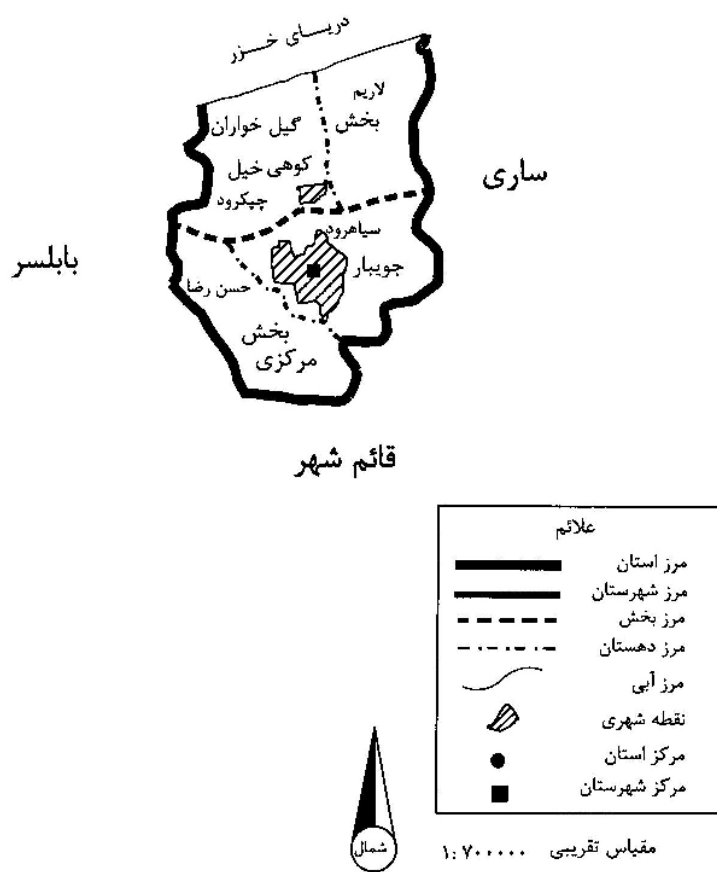 دریـــای خـــزر
لاریم
بخش
گیل خواران
کوهی خیل
چپکرود
ساری
سیاهرود
جویبار
بابلسر
حسن رضا
بخش
مرکزی
قائم شهر
علائم
مرز استان
مرز شهرستان
مرز بخش
مرز دهستان
مرز آبی
نقطه شهری
مرکز استان
مرکز شهرستان
شمال
مقیاس تقریبی ۱:۷۰۰۰۰۰